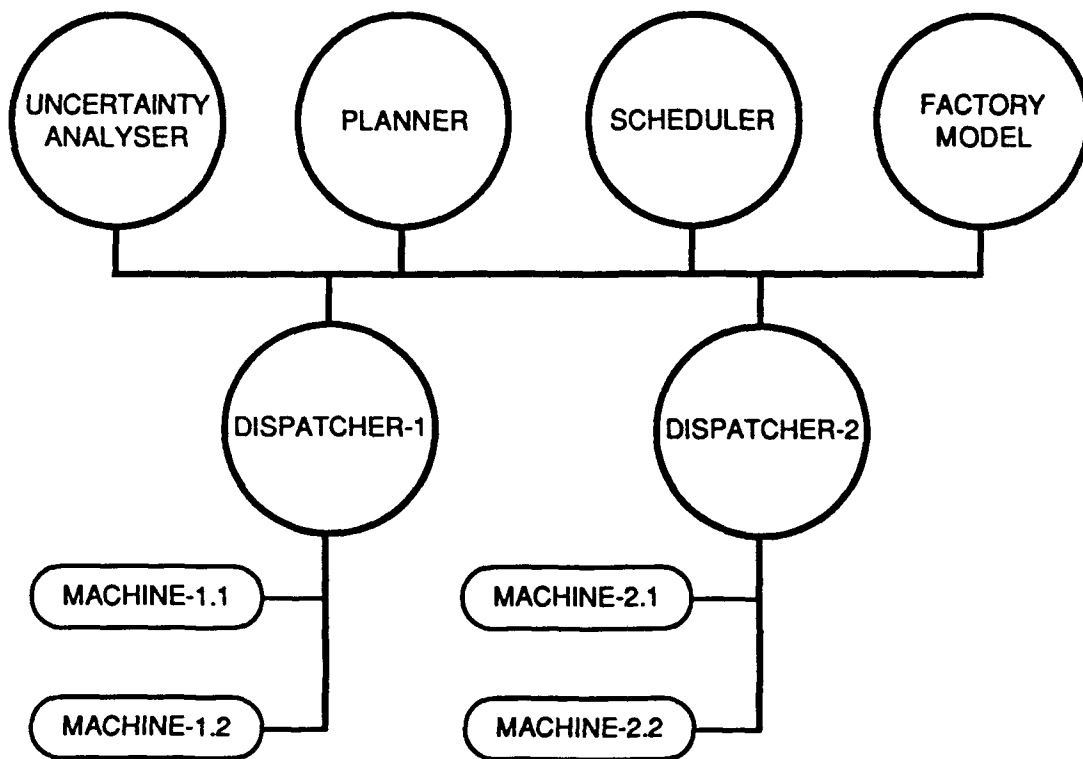 UNCERTAINTY
ANALYSER
PLANNER
SCHEDULER
FACTORY
MODEL
DISPATCHER-1
DISPATCHER-2
MACHINE-1.1
MACHINE-2.1
MACHINE-1.2
MACHINE-2.2